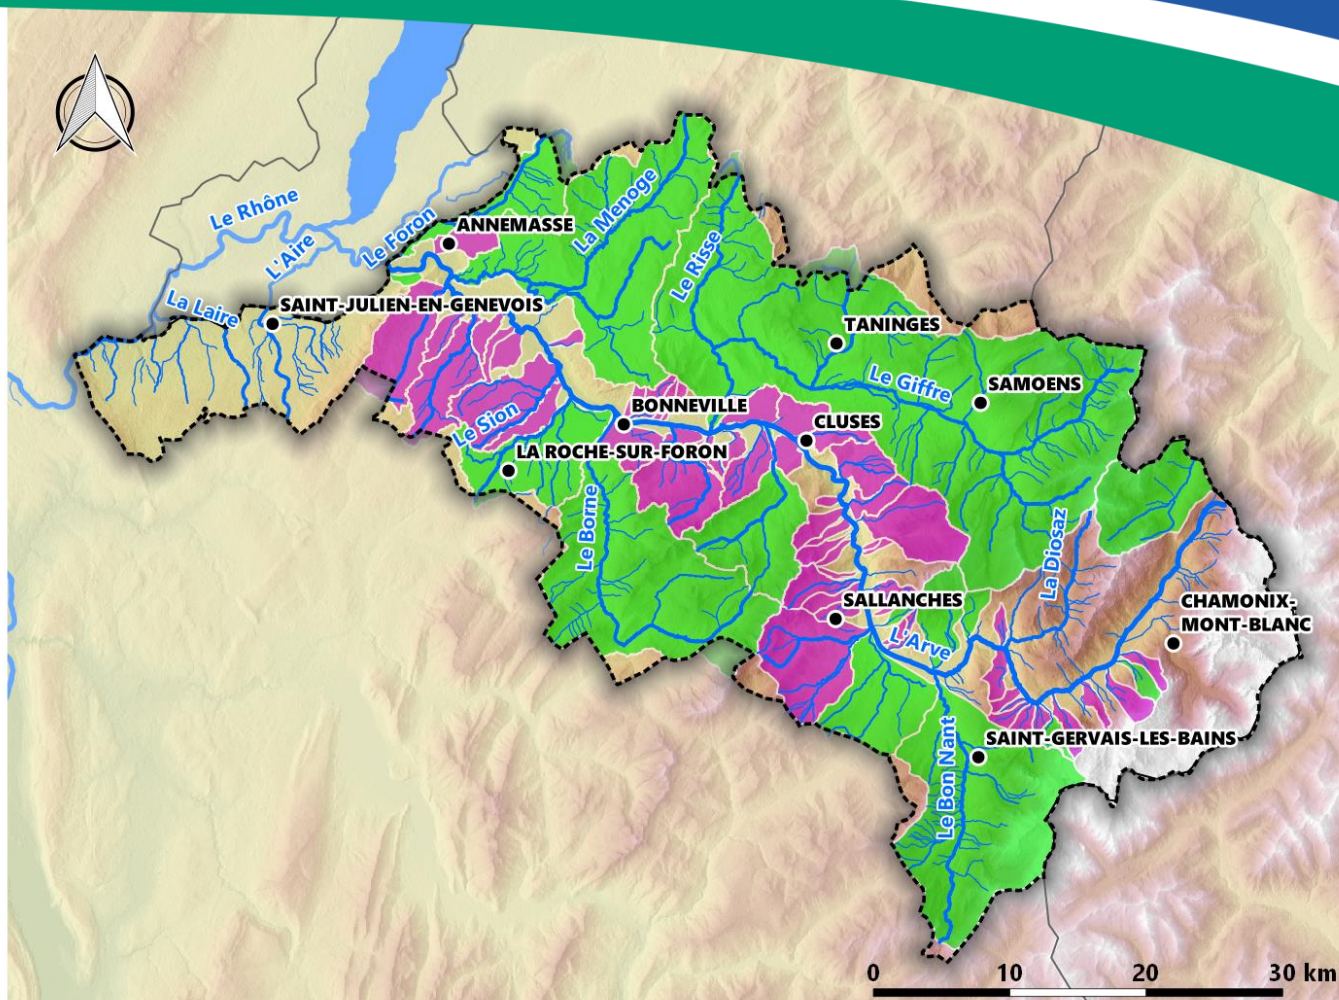 Le Rhône
L'Aire
Le Foron
ANNEMASSE
La Menoge
Le Risse
La Laire
SAINT-JULIEN-EN-GENEVOIS
TANINGES
Le Giffre
SAMOENS
BONNEVILLE
CLUSES
Le Sion
LA ROCHE-SUR-FORON
Le Borne
La Diosaz
SALLANCHES
CHAMONIX-
MONT-BLANC
L'Arve
SAINT-GERVAIS-LES-BAINS
Le Bon Nant
0 10 20 30 km